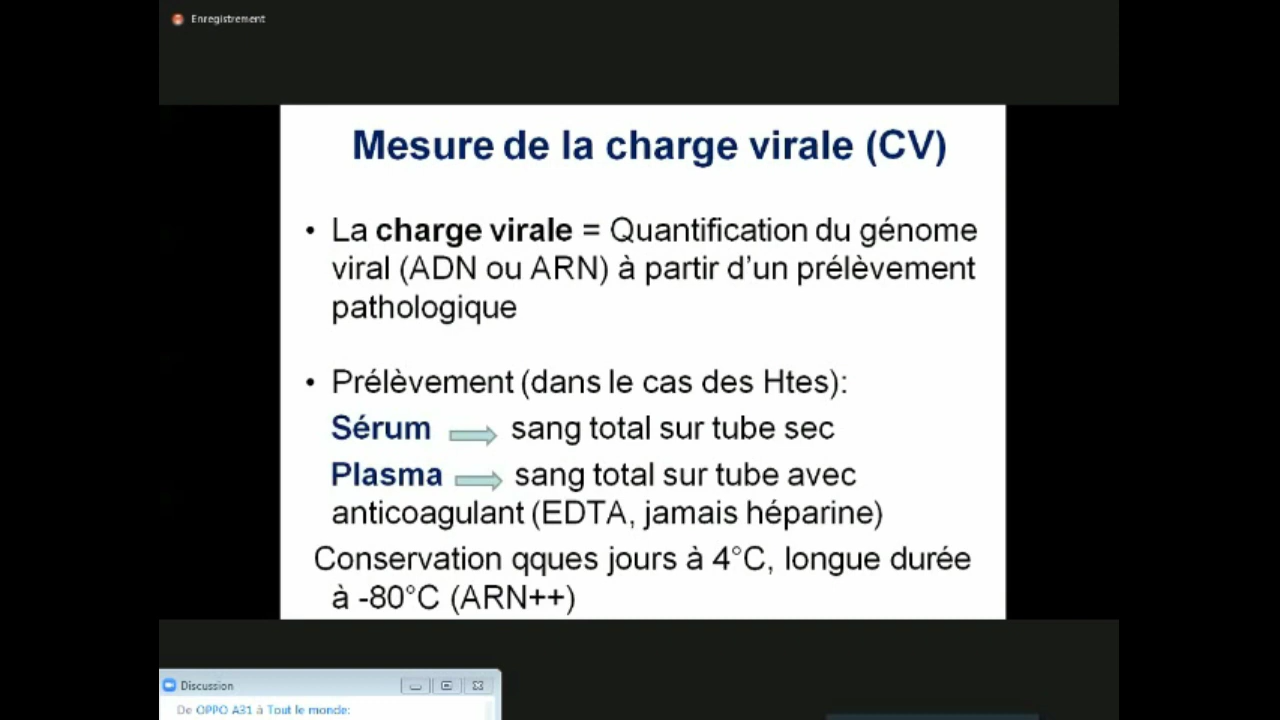 Enregistrement
Mesure de la charge virale (CV)
• La charge virale = Quantification du génome
viral (ADN ou ARN) à partir d'un prélèvement
pathologique
• Prélèvement (dans le cas des Htes):
Sérum sang total sur tube sec
Plasma sang total sur tube avec
anticoagulant (EDTA, jamais héparine)
Conservation qques jours à 4°C, longue durée
à -80°C (ARN++)
Discussion
De OPPO A31 à Tout le monde: